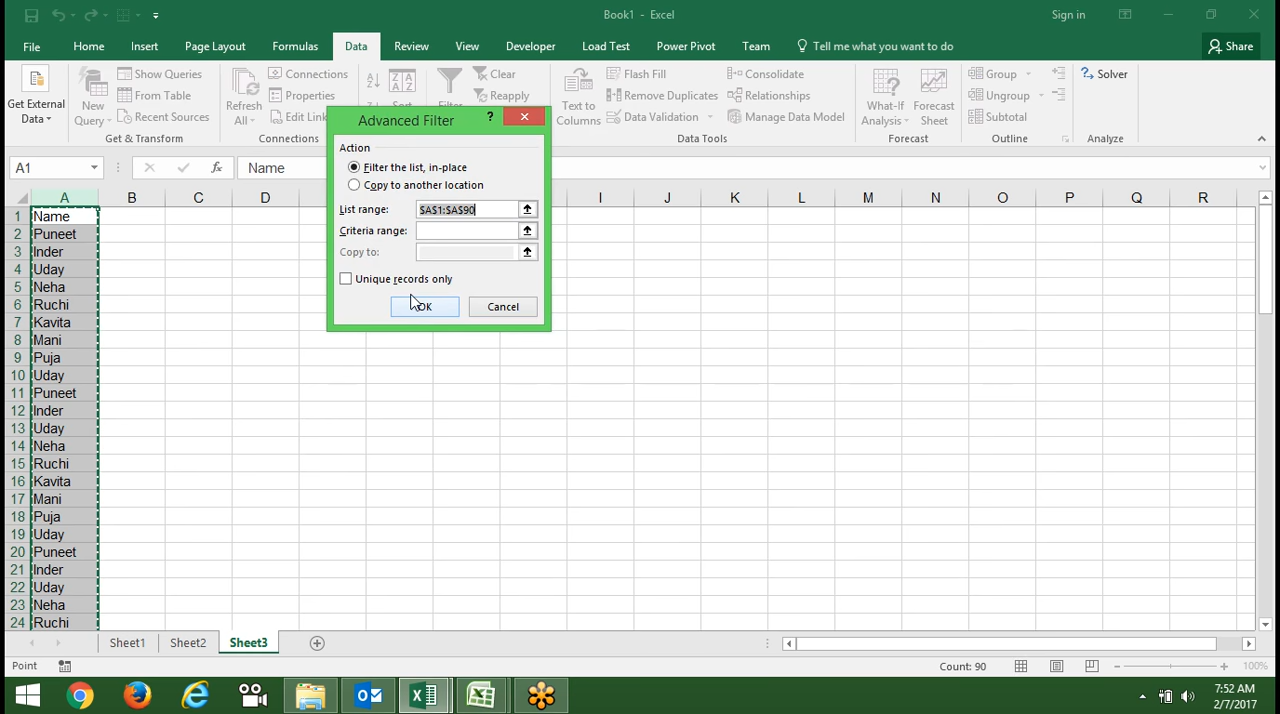 Book1 - Excel
Sign in
File Home Insert Page Layout Formulas Data Review View Developer Load Test Power Pivot Team Tell me what you want to do Share
Get External Data
New Query
Show Queries
From Table
Recent Sources
Get & Transform
Refresh All
Connections
Properties
Edit Link
Connections
Sort
Filter
Clear
Reapply
Text to Columns
Flash Fill
Remove Duplicates
Data Validation
Consolidate
Relationships
Manage Data Model
Data Tools
What-If Analysis
Forecast Sheet
Forecast
Group
Ungroup
Subtotal
Outline
Solver
Analyze
A1 fx Name
Advanced Filter ?
Action
Filter the list, in-place
Copy to another location
List range: $A$1:$A$90
Criteria range:
Copy to:
Unique records only
OK Cancel
A B C D I J K L M N O P Q R
1 Name
2 Puneet
3 Inder
4 Uday
5 Neha
6 Ruchi
7 Kavita
8 Mani
9 Puja
10 Uday
11 Puneet
12 Inder
13 Uday
14 Neha
15 Ruchi
16 Kavita
17 Mani
18 Puja
19 Uday
20 Puneet
21 Inder
22 Uday
23 Neha
24 Ruchi
Sheet1 Sheet2 Sheet3
Point Count: 90 100%
7:52 AM
2/7/2017